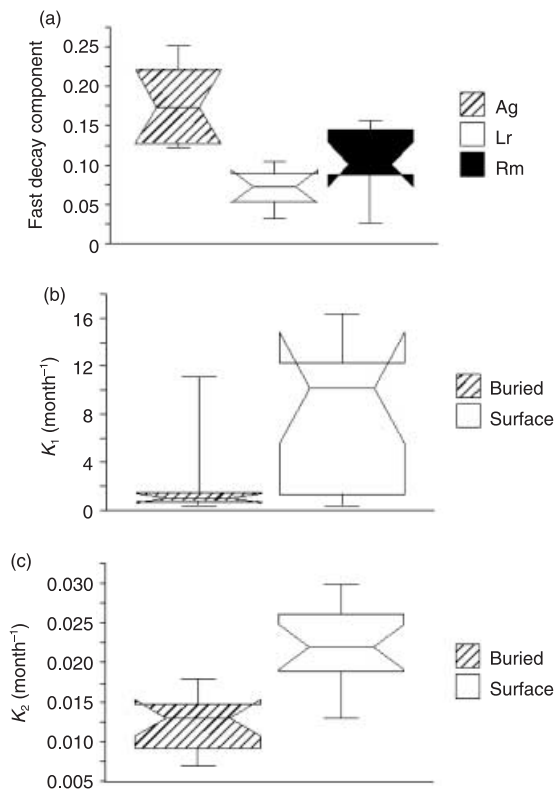 (a)
Fast decay component
0.25
0.20
0.15
0.10
0.05
0
Ag
Lr
Rm
(b)
K₁ (month⁻¹)
16
12
8
4
0
Buried
Surface
(c)
K₂ (month⁻¹)
0.030
0.025
0.020
0.015
0.010
0.005
Buried
Surface